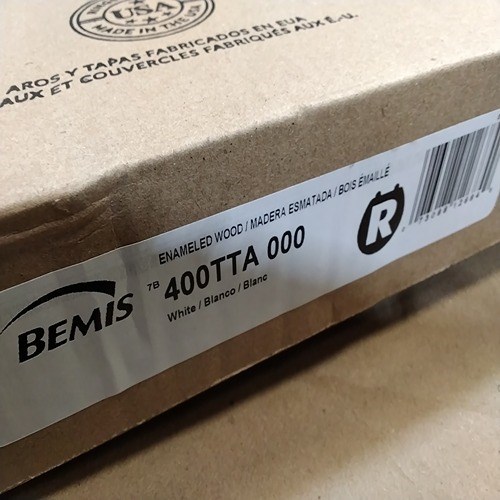 USA
MADE IN THE USA
AROS Y TAPAS FABRICADOS EN EUA
AUX ET COUVERCLES FABRIQUÉS AUX É.-U.
ENAMELED WOOD / MADERA ESMATADA / BOIS ÉMAILLÉ
7B 400TTA 000
White / Blanco / Blanc
BEMIS
R